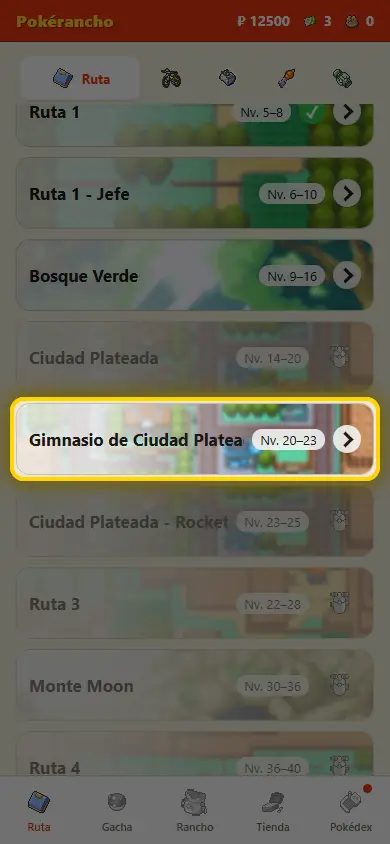 Pokérancho
₽ 12500 3 0
Ruta
Ruta 1 Nv. 5–8
Ruta 1 - Jefe Nv. 6–10
Bosque Verde Nv. 9–16
Ciudad Plateada Nv. 14–20
Gimnasio de Ciudad Platea Nv. 20–23
Ciudad Plateada - Rocket Nv. 23–25
Ruta 3 Nv. 22–28
Monte Moon Nv. 30–36
Ruta 4 Nv. 36–40
Ruta Gacha Rancho Tienda Pokédex